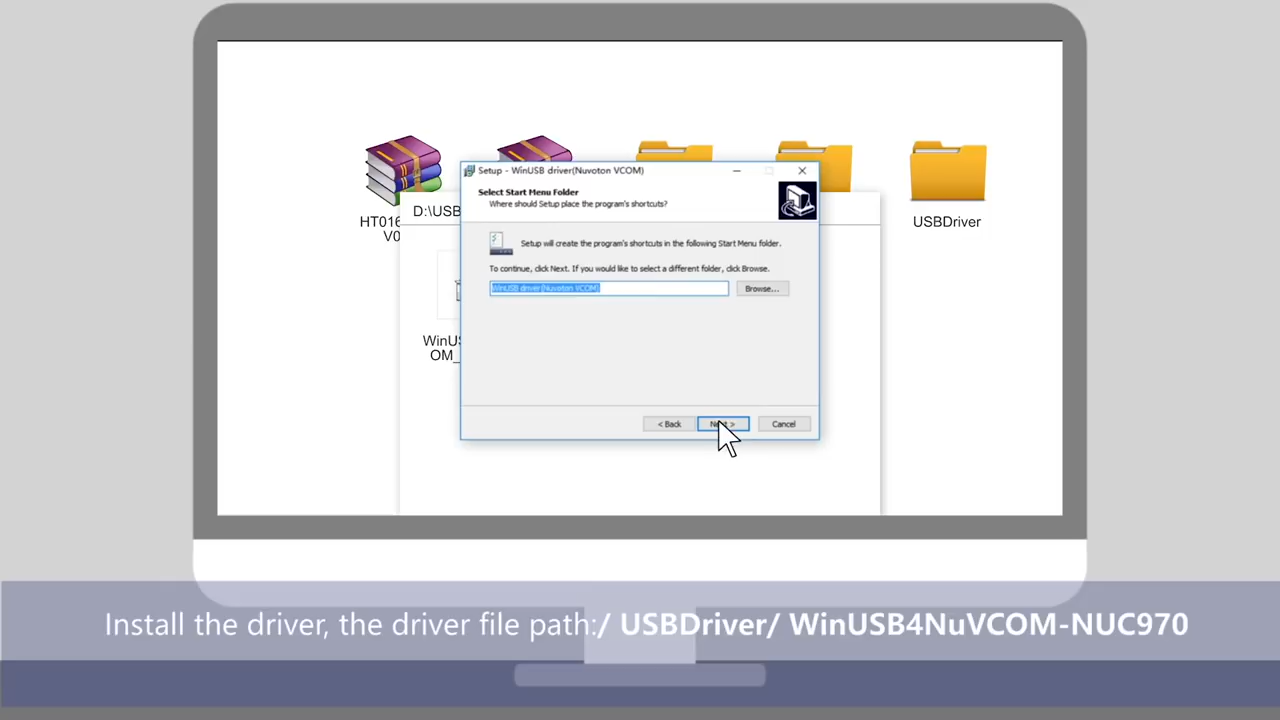 HT016
V0
USBDriver
D:\USB
WinUS
OM_
Setup - WinUSB driver(Nuvoton VCOM)
Select Start Menu Folder
Where should Setup place the program's shortcuts?
Setup will create the program's shortcuts in the following Start Menu folder.
To continue, click Next. If you would like to select a different folder, click Browse.
WinUSB driver(Nuvoton VCOM)
Browse...
< Back
Next >
Cancel
Install the driver, the driver file path:/ USBDriver/ WinUSB4NuVCOM-NUC970